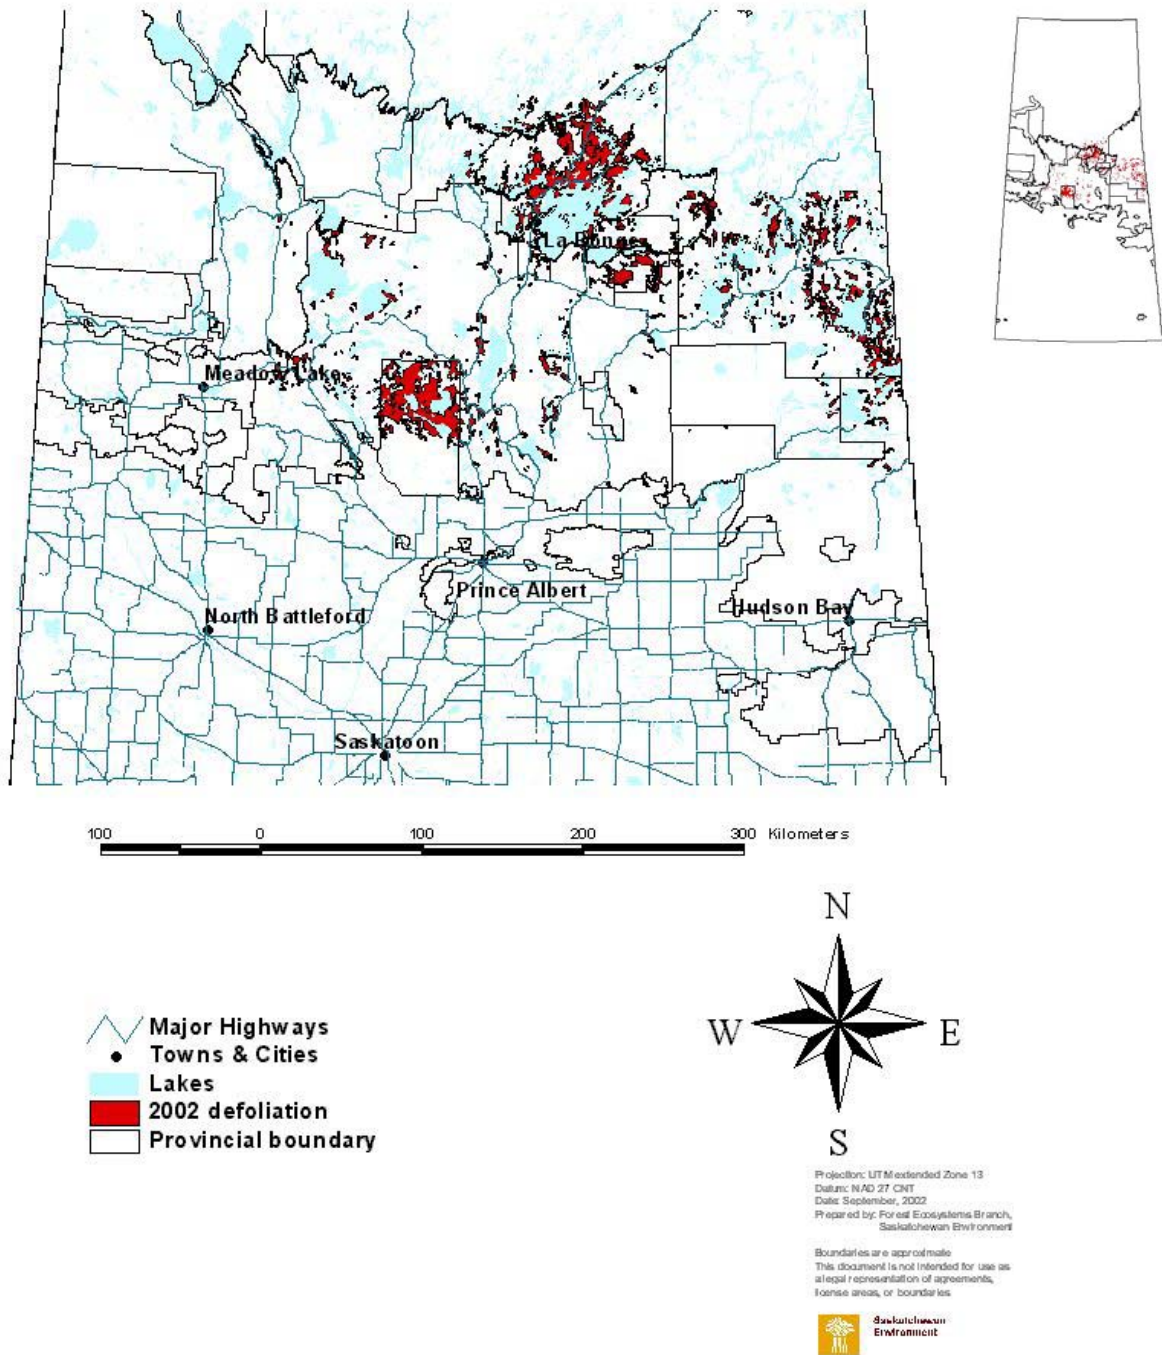 La Ronge
Meadow Lake
Prince Albert
Hudson Bay
North Battleford
Saskatoon
100 0 100 200 300 Kilometers
N
W E
S
Major Highways
Towns & Cities
Lakes
2002 defoliation
Provincial boundary
Projection: UTM extended Zone 13
Datum: NAD 27 CNT
Date: September, 2002
Prepared by: Forest Ecosystems Branch,
Saskatchewan Environment
Boundaries are approximate
This document is not intended for use as
a legal representation of agreements,
license areas, or boundaries
Saskatchewan
Environment